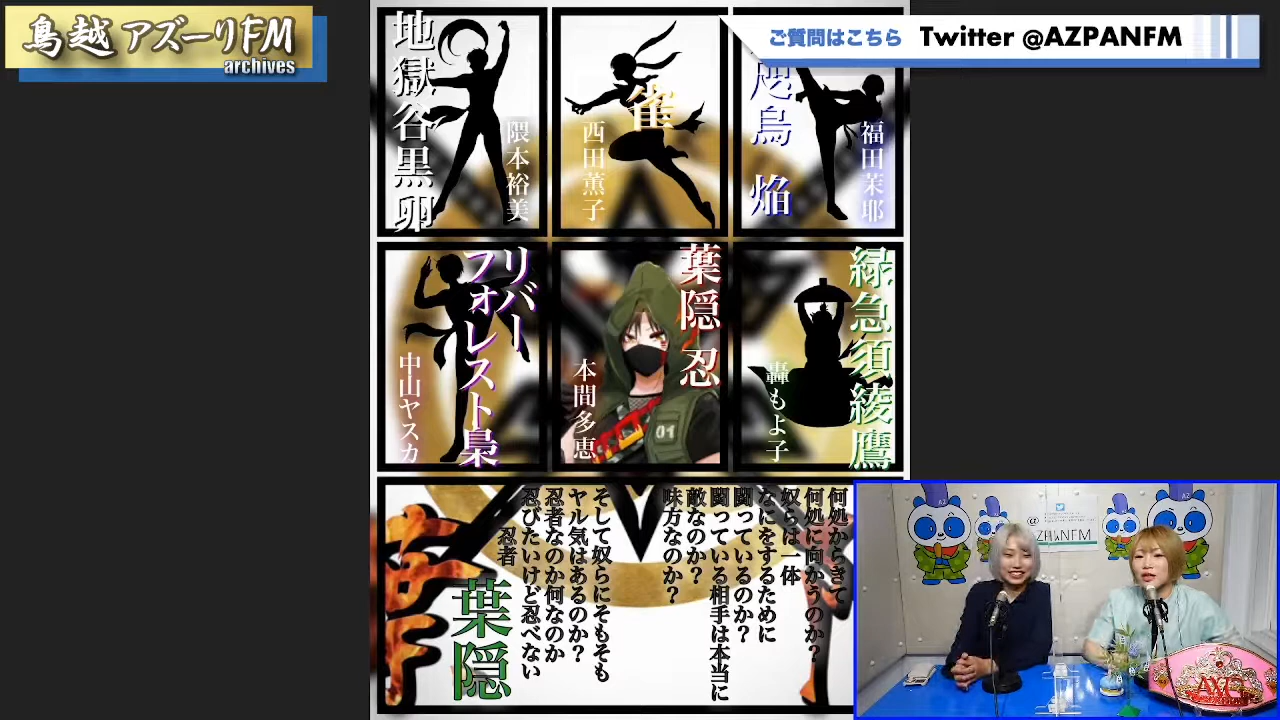 鳥越アズーリFM
archives
ご質問はこちら Twitter @AZPANFM
地獄谷黒卵
隈本裕美
雀
西田薫子
焔
福田茉耶
リバー
フォレスト梟
中山ヤスカ
葉隠 忍
本間多恵
01
緑急須綾鷹
轟もよ子
何処からきて
何処に向かうのか？
奴らは一体
なにをするために
闘っているのか？
闘っている相手は本当に
敵なのか？
味方なのか？
そして奴らにそもそも
ヤル気はあるのか？
忍者なのか何なのか
忍びたいけど忍べない
忍者
葉隠
@
AZPANFM